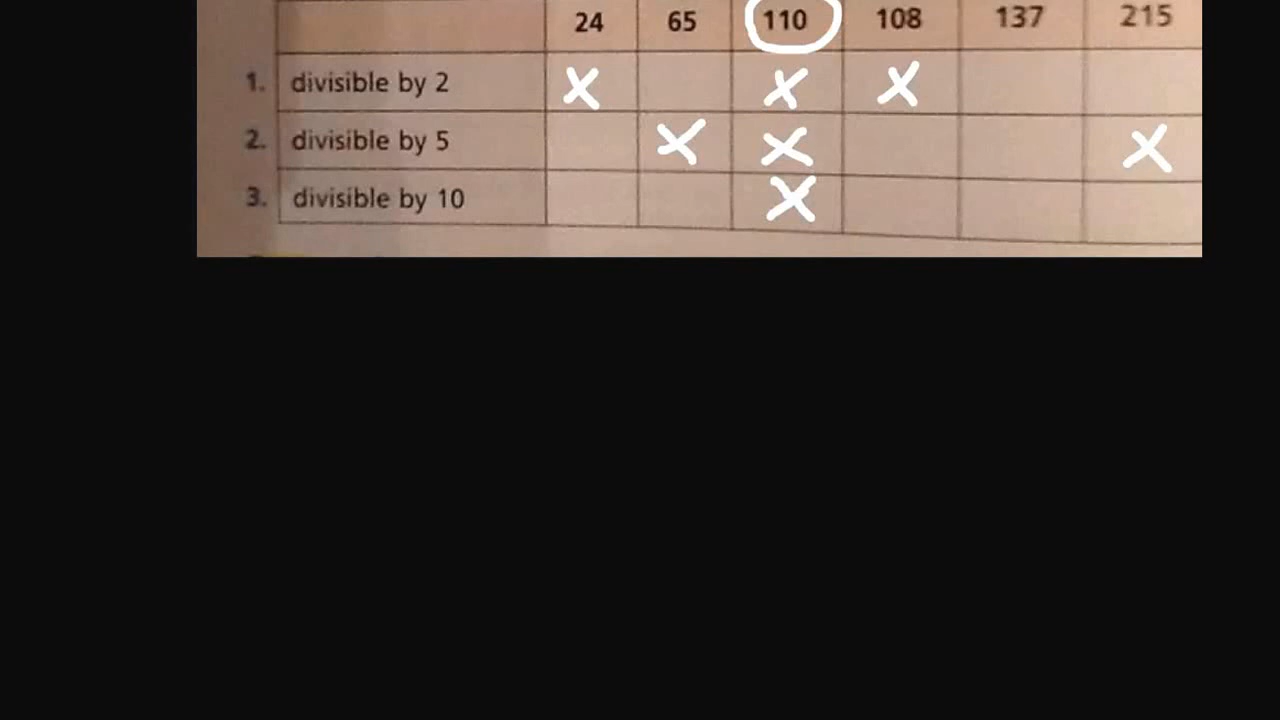 24 65 110 108 137 215
1. divisible by 2 X X X
2. divisible by 5 X X X
3. divisible by 10 X